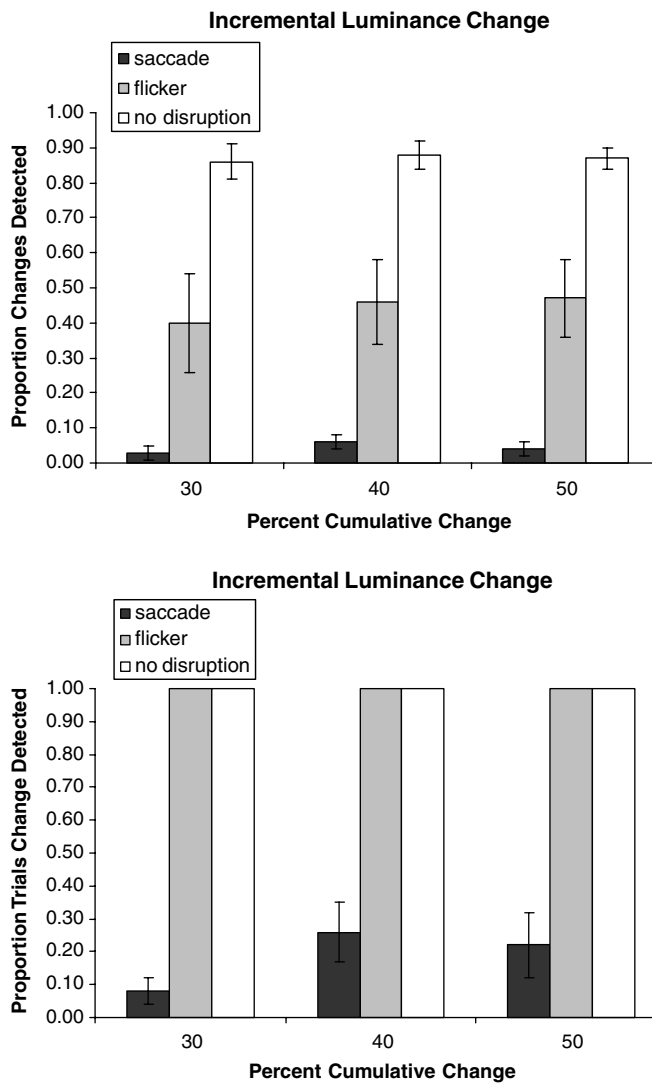 Incremental Luminance Change
saccade
flicker
no disruption
1.00
0.90
0.80
0.70
0.60
0.50
0.40
0.30
0.20
0.10
0.00
Proportion Changes Detected
30 40 50
Percent Cumulative Change
Incremental Luminance Change
saccade
flicker
no disruption
1.00
0.90
0.80
0.70
0.60
0.50
0.40
0.30
0.20
0.10
0.00
Proportion Trials Change Detected
30 40 50
Percent Cumulative Change